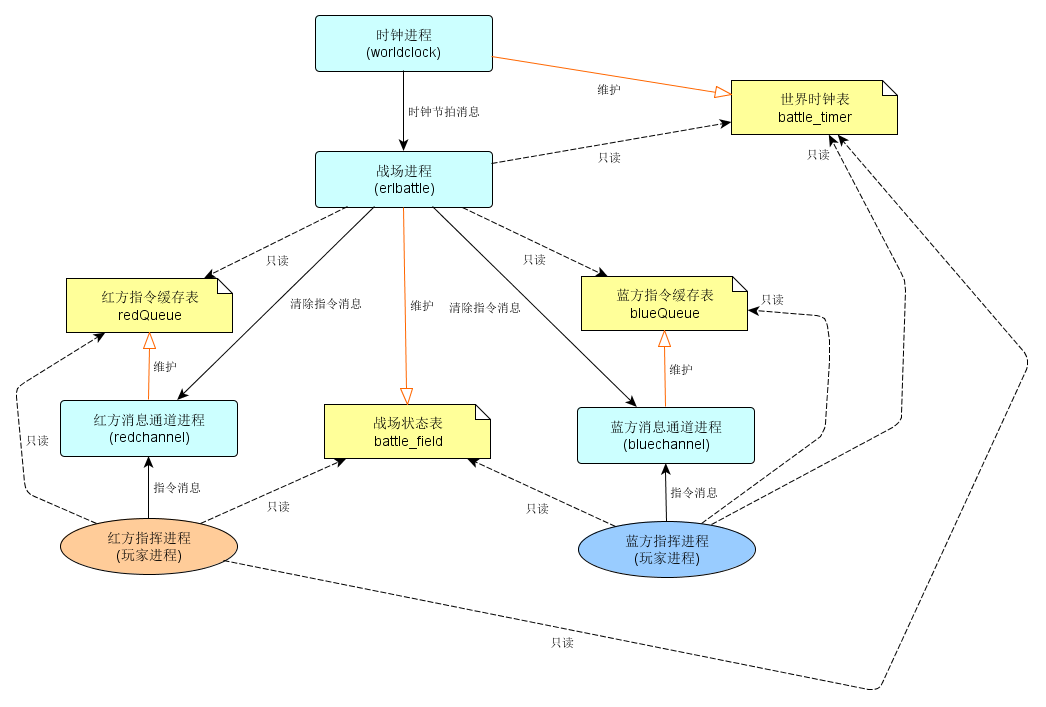 时钟进程
(worldclock)
维护
世界时钟表
battle_timer
时钟节拍消息
只读
只读
战场进程
(erlbattle)
只读
只读
红方指令缓存表
redQueue
清除指令消息
维护
清除指令消息
蓝方指令缓存表
blueQueue
只读
维护
维护
红方消息通道进程
(redchannel)
战场状态表
battle_field
蓝方消息通道进程
(bluechannel)
只读
指令消息
只读
只读
指令消息
红方指挥进程
(玩家进程)
蓝方指挥进程
(玩家进程)
只读